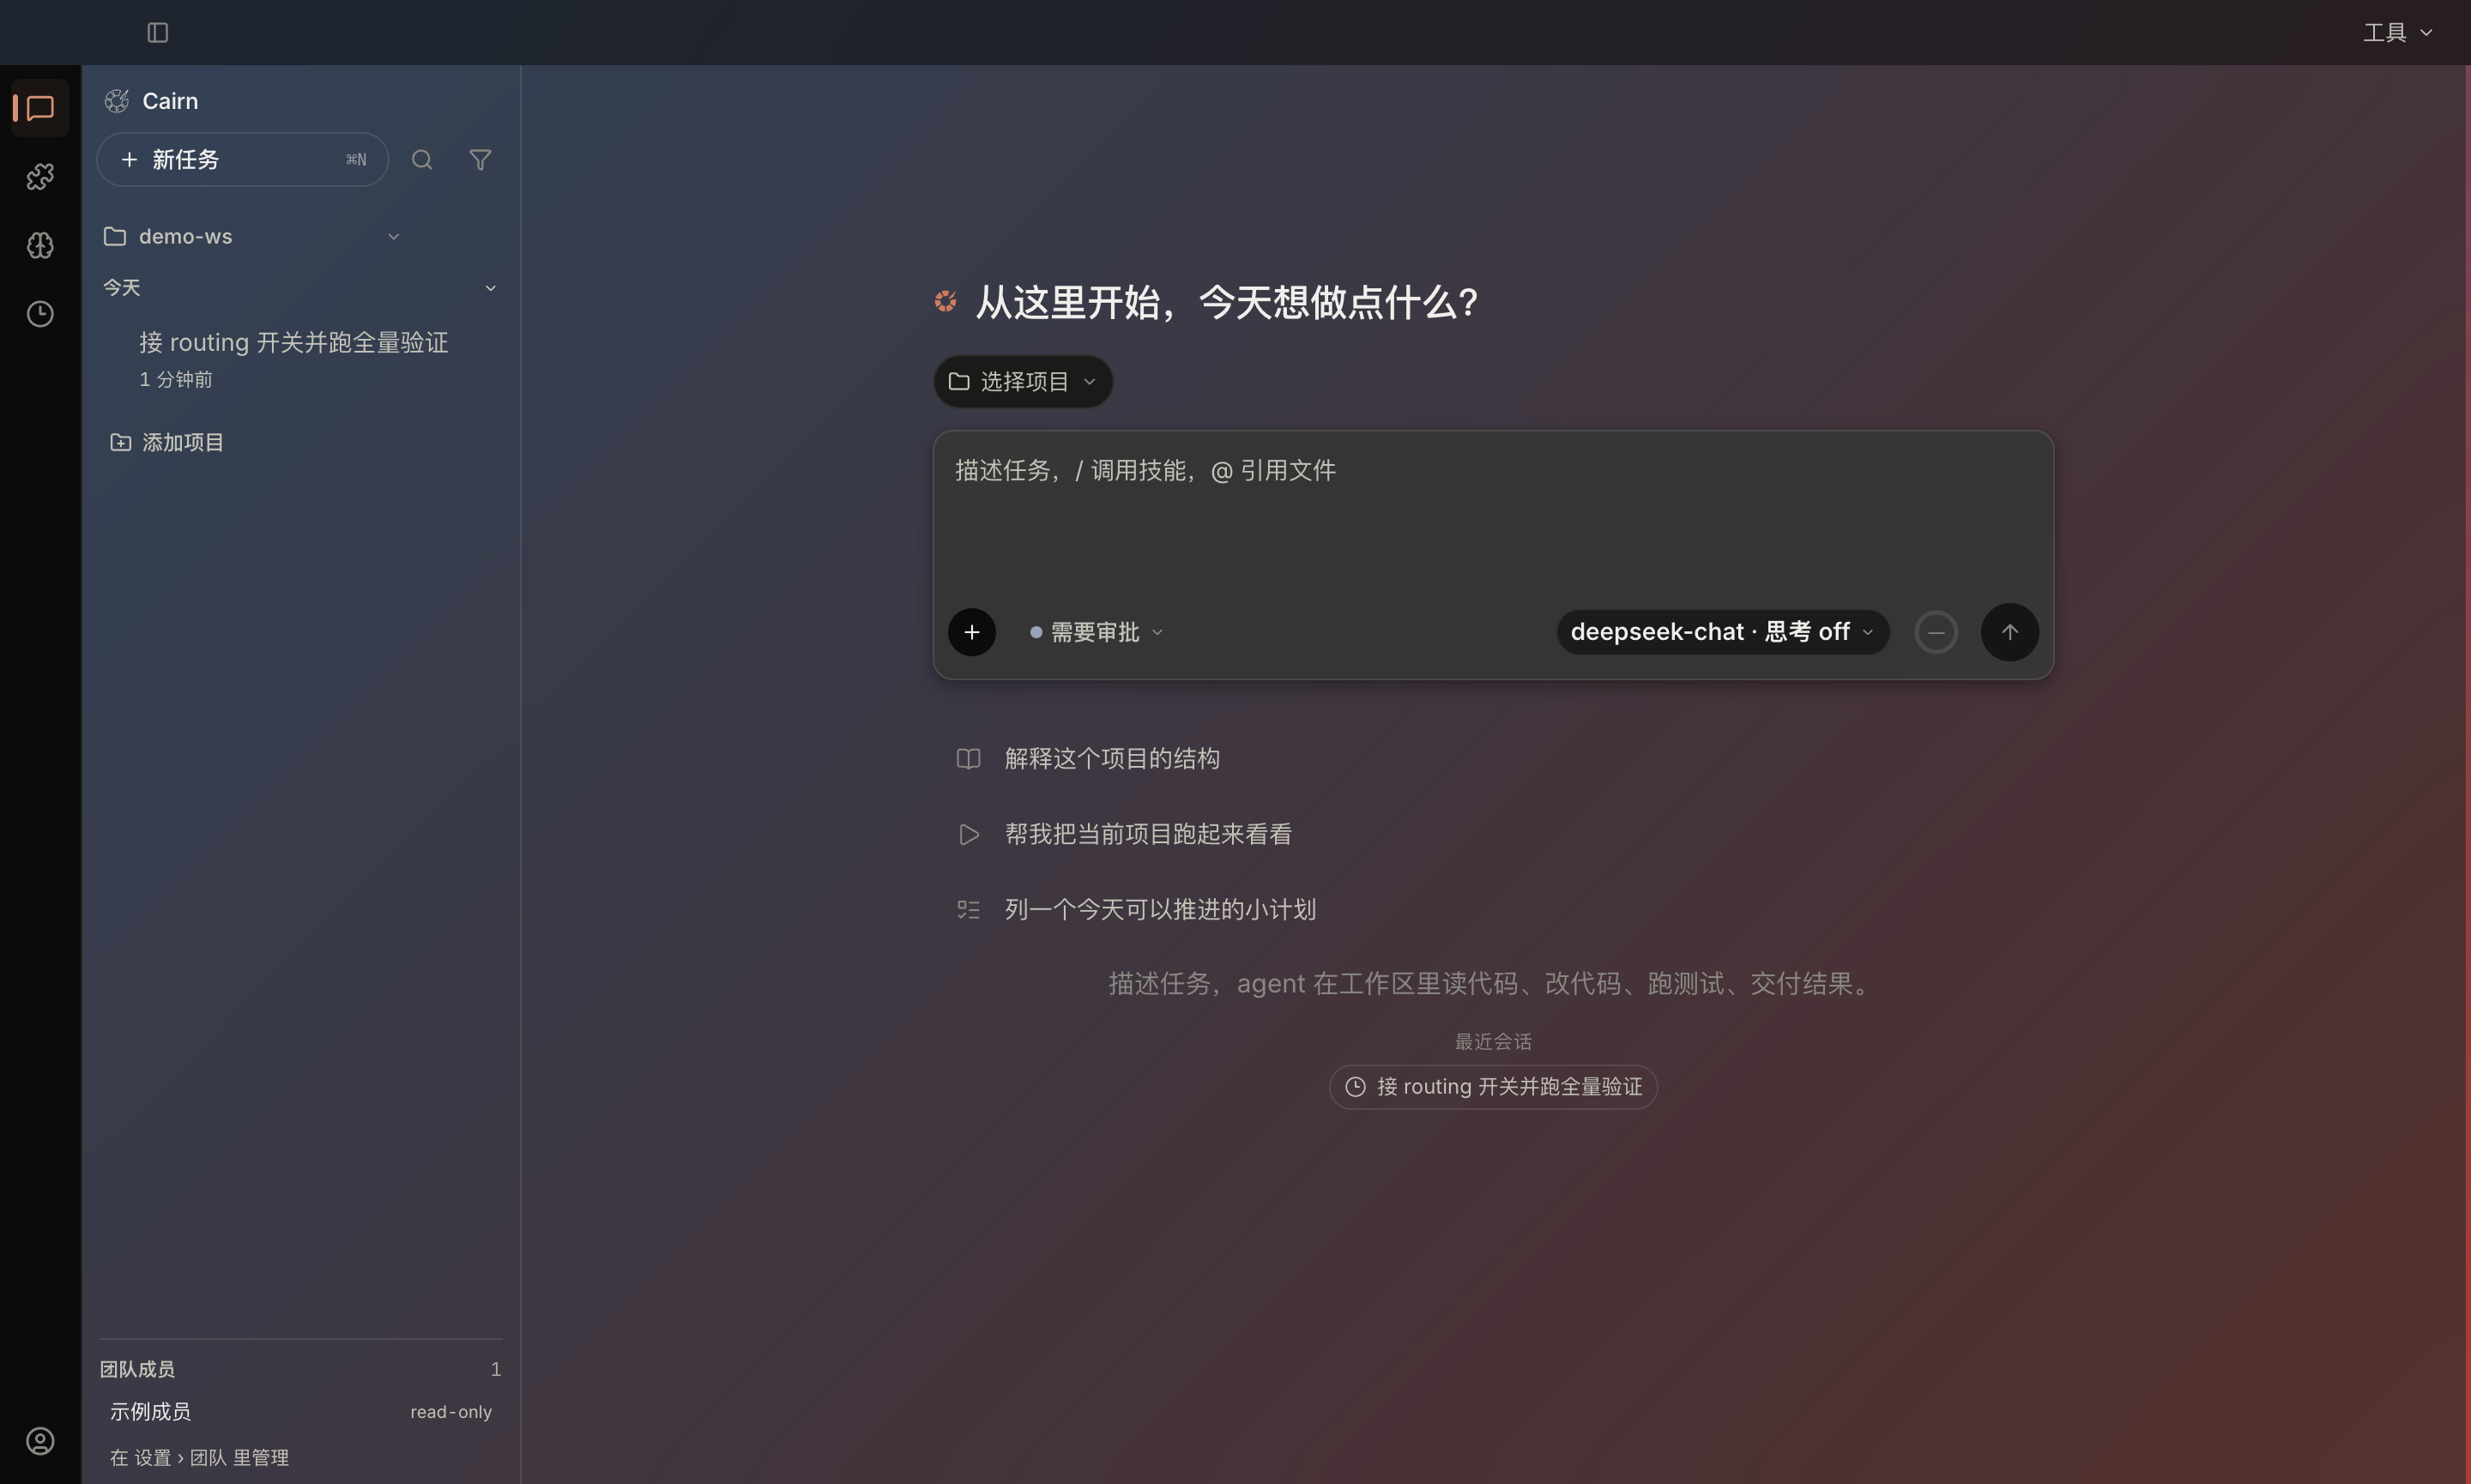 工具
Cairn
新任务 ⌘N
demo-ws
今天
接 routing 开关并跑全量验证
1 分钟前
添加项目
团队成员 1
示例成员 read-only
在 设置 › 团队 里管理
从这里开始，今天想做点什么?
选择项目
描述任务，/ 调用技能，@ 引用文件
需要审批
deepseek-chat · 思考 off
解释这个项目的结构
帮我把当前项目跑起来看看
列一个今天可以推进的小计划
描述任务，agent 在工作区里读代码、改代码、跑测试、交付结果。
最近会话
接 routing 开关并跑全量验证